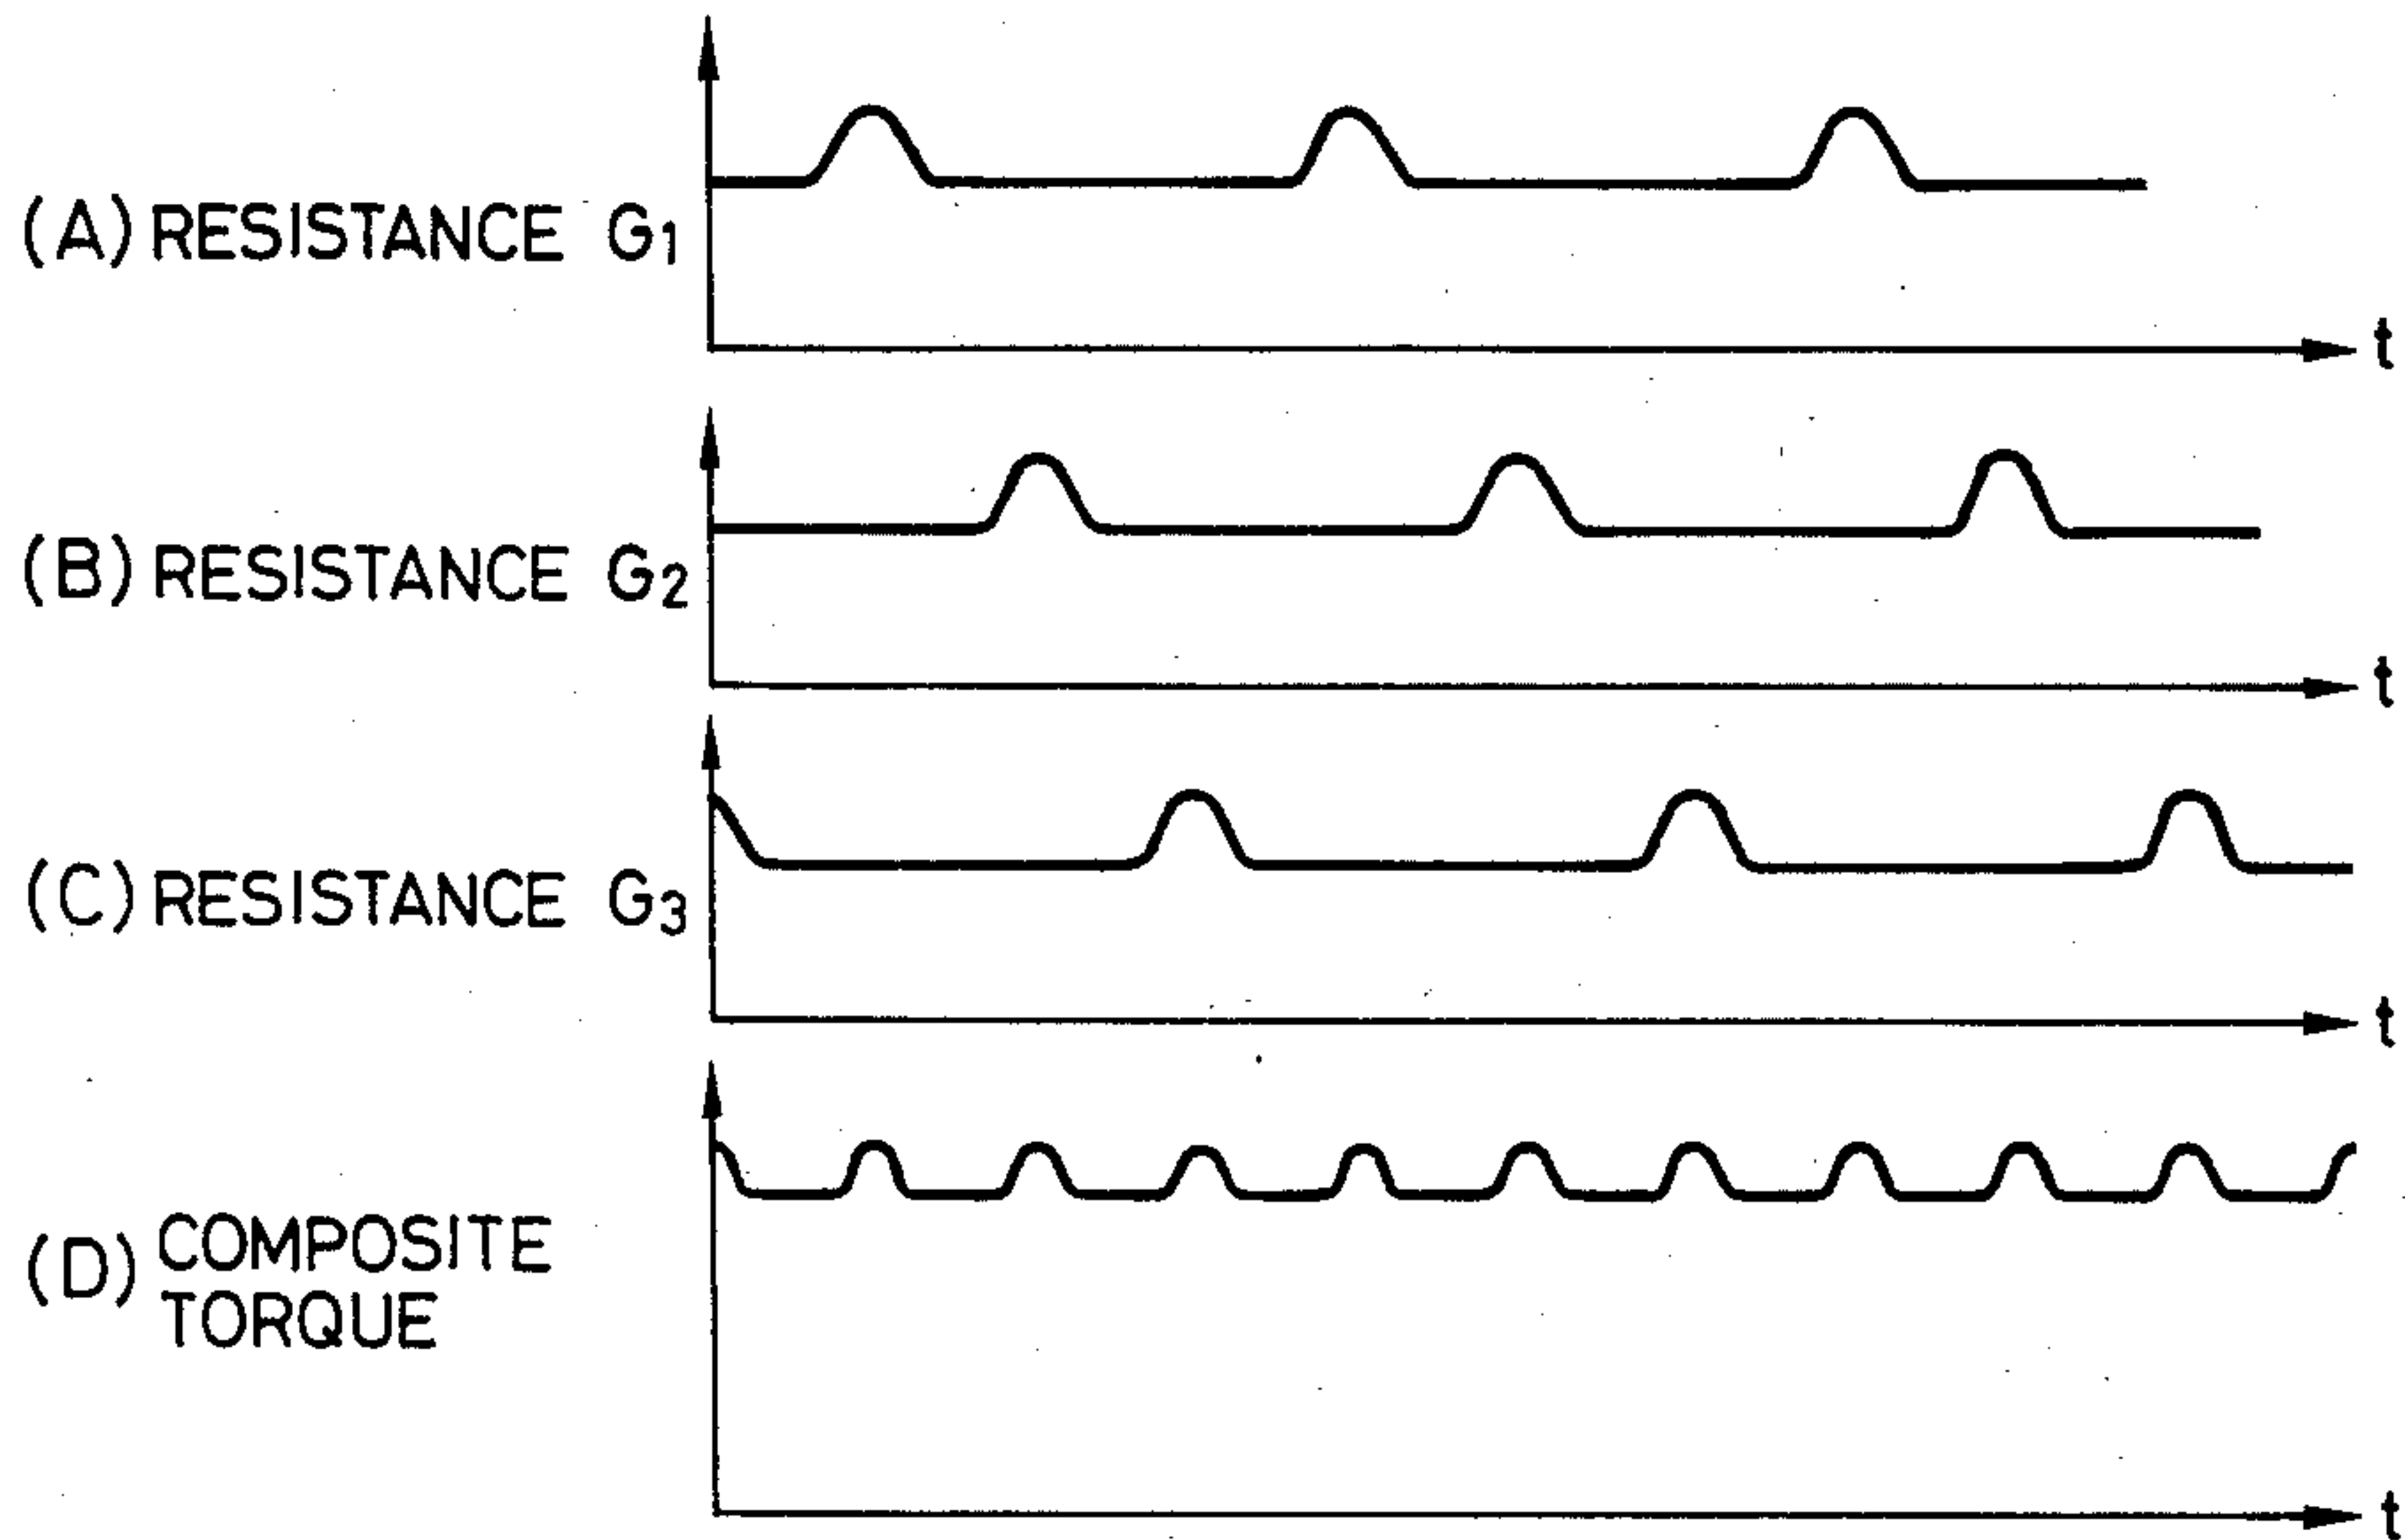 (A) RESISTANCE G1
t
(B) RESISTANCE G2
t
(C) RESISTANCE G3
t
(D) COMPOSITE
TORQUE
t